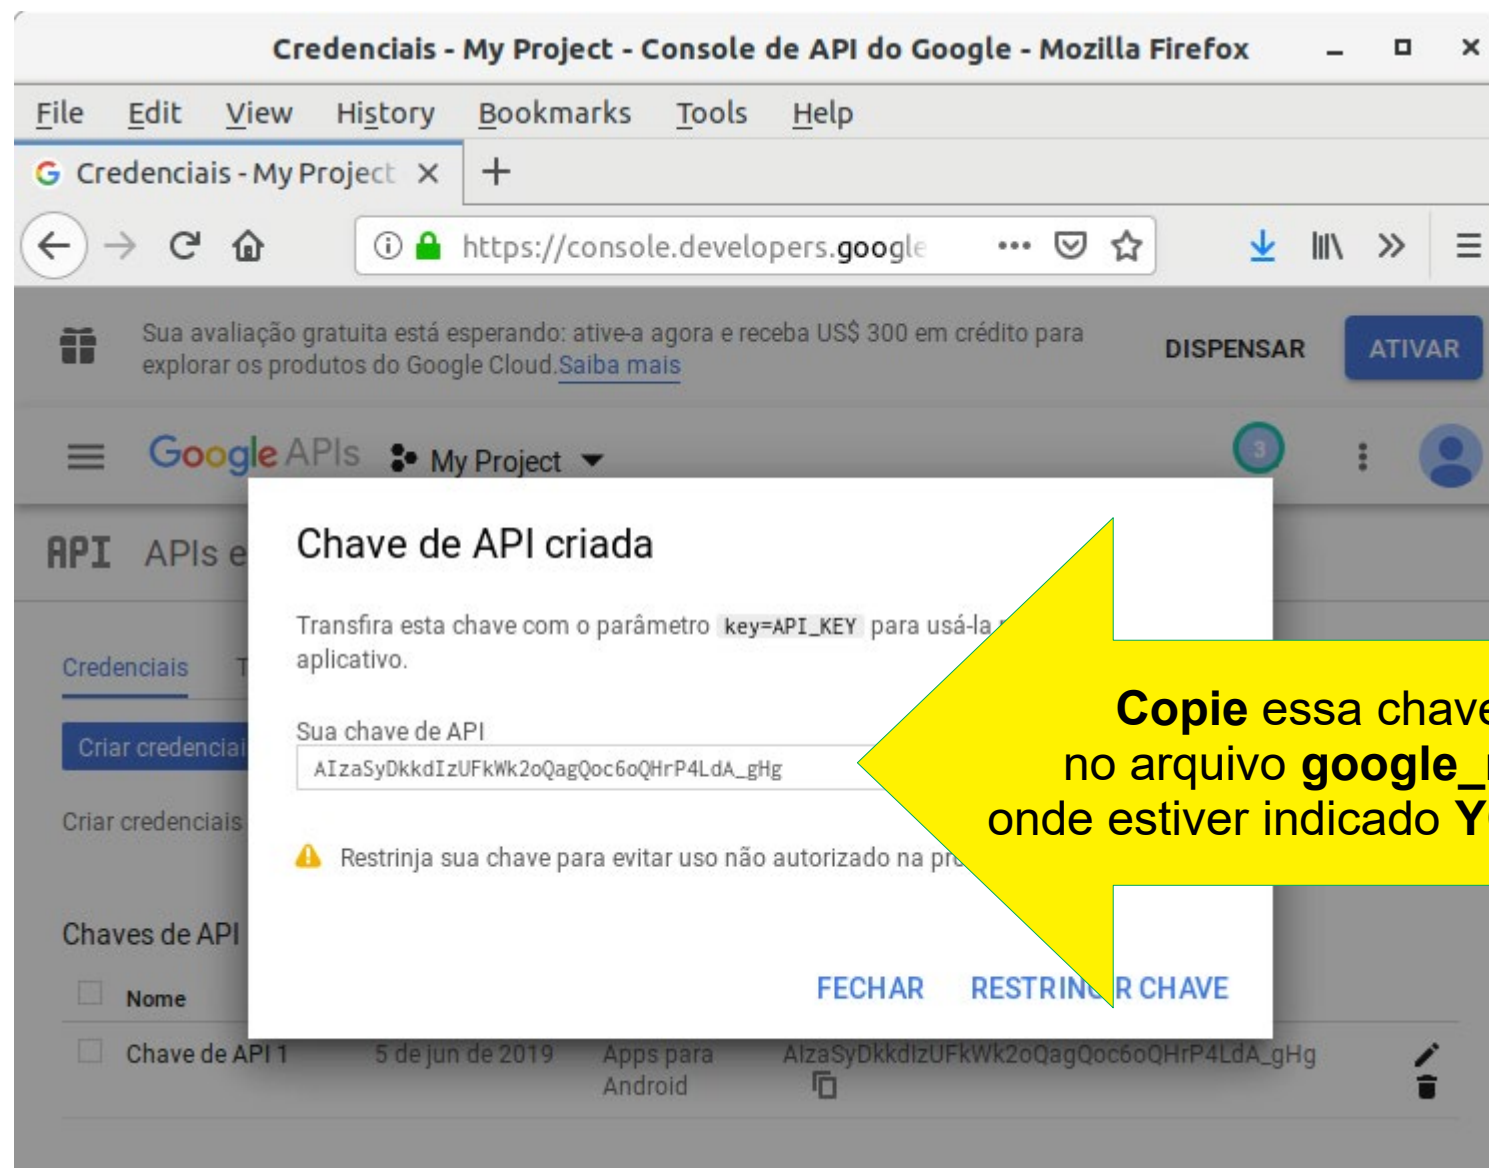 Credenciais - My Project - Console de API do Google - Mozilla Firefox
File Edit View History Bookmarks Tools Help
Credenciais - My Project
https://console.developers.google
Sua avaliação gratuita está esperando: ative-a agora e receba US$ 300 em crédito para
explorar os produtos do Google Cloud. Saiba mais
DISPENSAR
ATIVAR
Google APIs
My Project
3
API APIs e
Chave de API criada
Transfira esta chave com o parâmetro key=API_KEY para usá-la
aplicativo.
Credenciais
Sua chave de API
AIzaSyDkkdIzUFkWk2oQagQoc6oQHrP4LdA_gHg
Copie essa chave
no arquivo google_
onde estiver indicado
Criar
Criar credenciais
Restrinja sua chave para evitar uso não autorizado na
Chaves de API
FECHAR
RESTRINGIR CHAVE
Nome
Chave de API 1 5 de jun de 2019 Apps para AIzaSyDkkdIzUFkWk2oQagQoc6oQHrP4LdA_gHg
Android